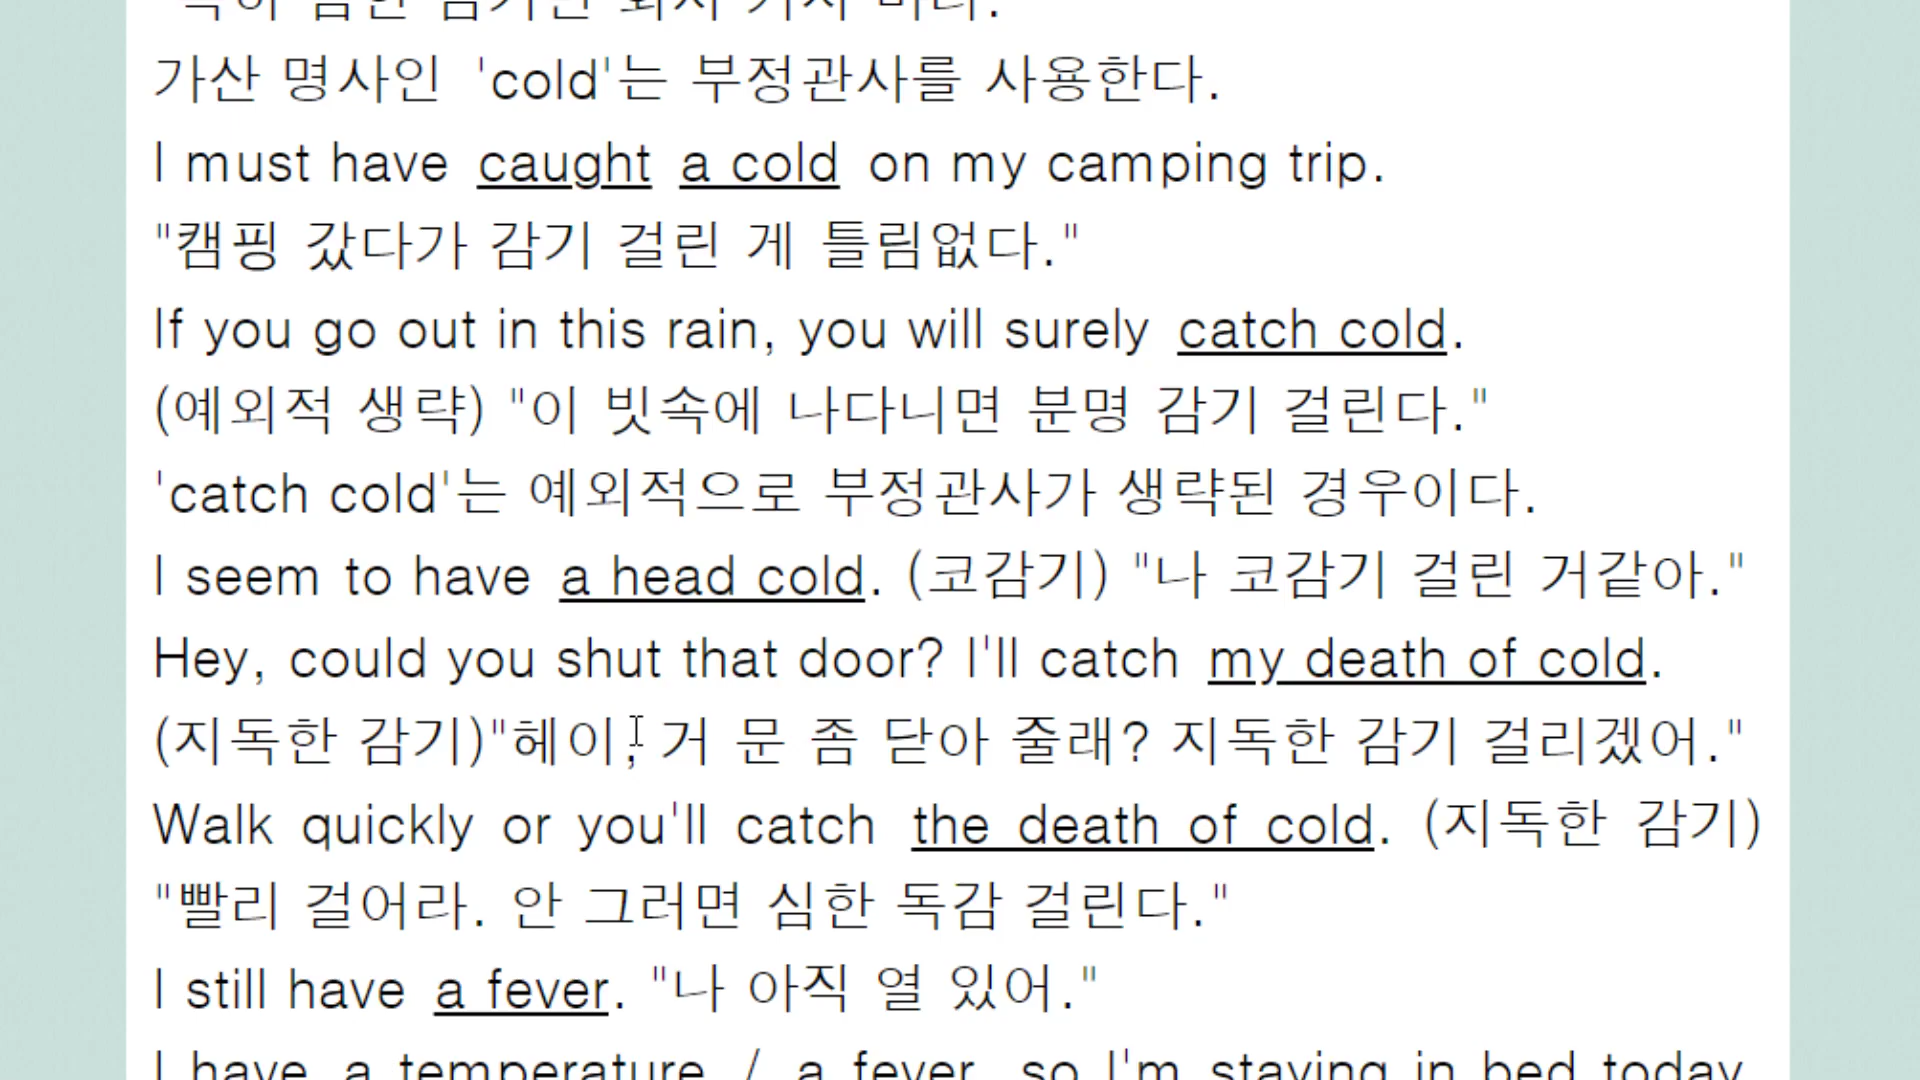 가산 명사인 'cold'는 부정관사를 사용한다.
I must have caught a cold on my camping trip.
"캠핑 갔다가 감기 걸린 게 틀림없다."
If you go out in this rain, you will surely catch cold.
(예외적 생략) "이 빗속에 나다니면 분명 감기 걸린다."
'catch cold'는 예외적으로 부정관사가 생략된 경우이다.
I seem to have a head cold. (코감기) "나 코감기 걸린 거같아."
Hey, could you shut that door? I'll catch my death of cold.
(지독한 감기)"헤이, 거 문 좀 닫아 줄래? 지독한 감기 걸리겠어."
Walk quickly or you'll catch the death of cold. (지독한 감기)
"빨리 걸어라. 안 그러면 심한 독감 걸린다."
I still have a fever. "나 아직 열 있어."
I have a temperature / a fever, so I'm staying in bed today